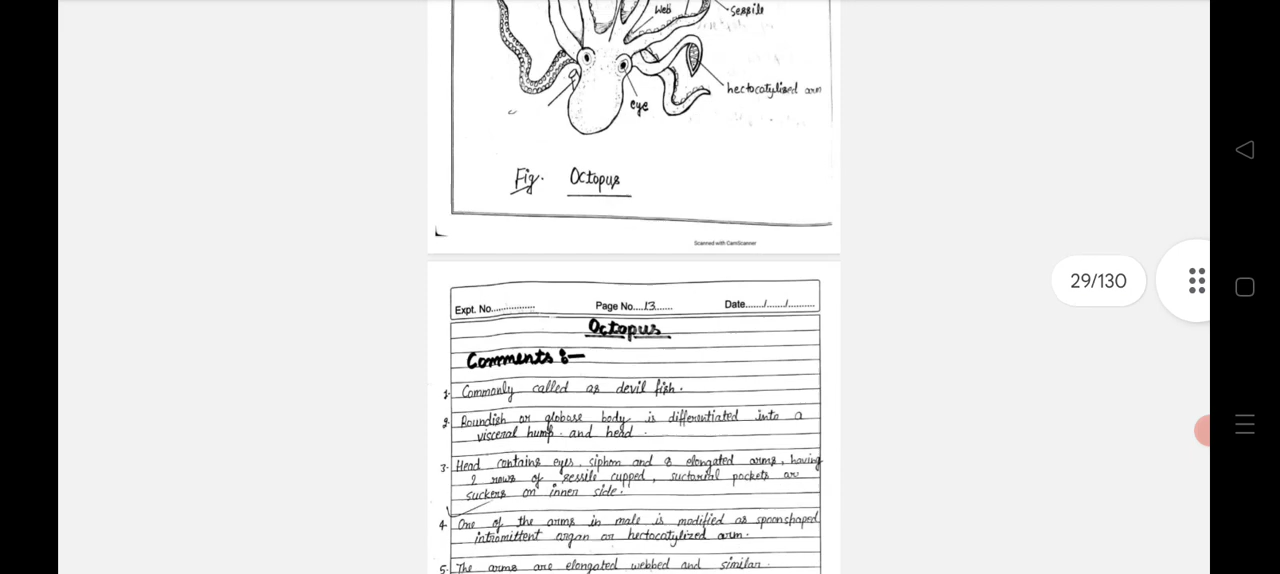 Web
sessile
hectocotylized arm
eye
Fig. Octopus
Scanned with CamScanner
29/130
Expt. No................ Page No....13...... Date....../....../..........
Octopus
Comments :—
1. Commonly called as devil fish.
2. Roundish or globose body is differentiated into a
visceral hump and head.
3. Head contains eyes, siphon and 8 elongated arms, having
2 rows of sessile cupped, suctorial pockets or
suckers on inner side.
4. One of the arms in male is modified as spoonshaped
intromittent organ or hectocotylized arm.
5. The arms are elongated webbed and similar.